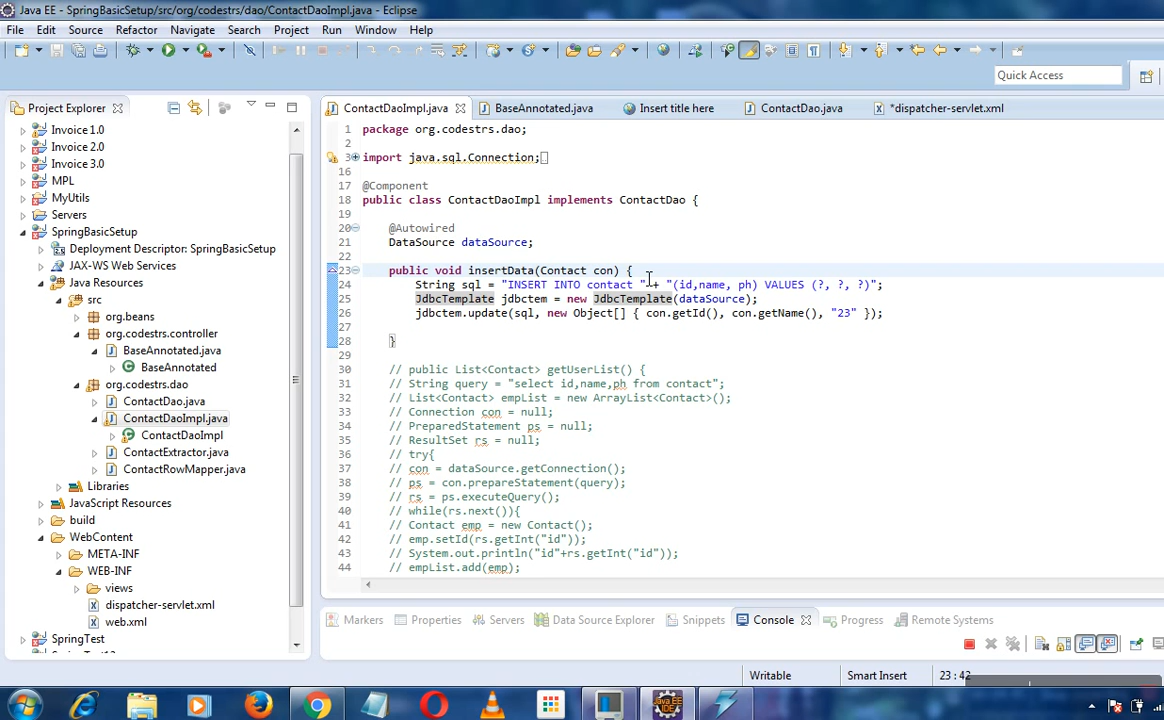 Java EE - SpringBasicSetup/src/org/codestrs/dao/ContactDaoImpl.java - Eclipse
File Edit Source Refactor Navigate Search Project Run Window Help
Quick Access
Project Explorer
ContactDaoImpl.java
BaseAnnotated.java
Insert title here
ContactDao.java
*dispatcher-servlet.xml
Invoice 1.0
Invoice 2.0
Invoice 3.0
MPL
MyUtils
Servers
SpringBasicSetup
Deployment Descriptor: SpringBasicSetup
JAX-WS Web Services
Java Resources
src
org.beans
org.codestrs.controller
BaseAnnotated.java
BaseAnnotated
org.codestrs.dao
ContactDao.java
ContactDaoImpl.java
ContactDaoImpl
ContactExtractor.java
ContactRowMapper.java
Libraries
JavaScript Resources
build
WebContent
META-INF
WEB-INF
views
dispatcher-servlet.xml
web.xml
SpringTest
1 package org.codestrs.dao;
2
3 import java.sql.Connection;
16
17 @Component
18 public class ContactDaoImpl implements ContactDao {
19
20 @Autowired
21 DataSource dataSource;
22
23 public void insertData(Contact con) {
24 String sql = "INSERT INTO contact " + "(id,name, ph) VALUES (?, ?, ?)";
25 JdbcTemplate jdbctem = new JdbcTemplate(dataSource);
26 jdbctem.update(sql, new Object[] { con.getId(), con.getName(), "23" });
27
28 }
29
30 // public List<Contact> getUserList() {
31 // String query = "select id,name,ph from contact";
32 // List<Contact> empList = new ArrayList<Contact>();
33 // Connection con = null;
34 // PreparedStatement ps = null;
35 // ResultSet rs = null;
36 // try{
37 // con = dataSource.getConnection();
38 // ps = con.prepareStatement(query);
39 // rs = ps.executeQuery();
40 // while(rs.next()){
41 // Contact emp = new Contact();
42 // emp.setId(rs.getInt("id"));
43 // System.out.println("id"+rs.getInt("id"));
44 // empList.add(emp);
Markers Properties Servers Data Source Explorer Snippets Console Progress Remote Systems
Writable Smart Insert 23 : 42
Java EE IDE